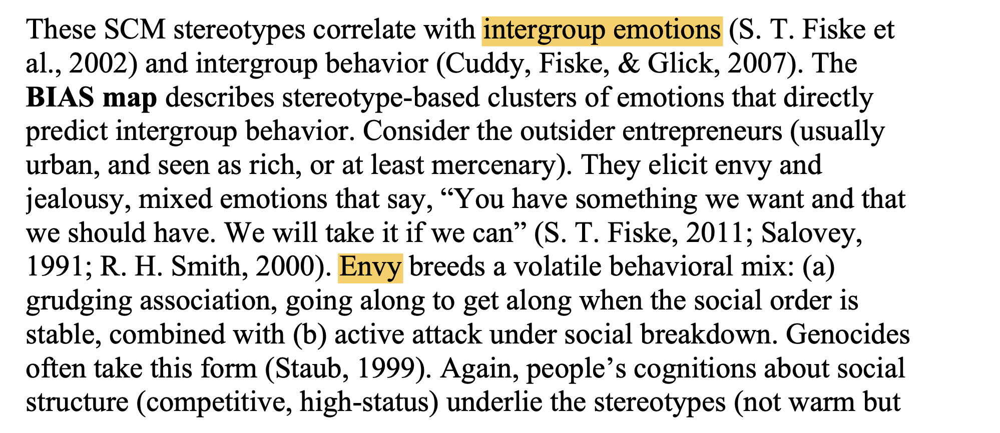 These SCM stereotypes correlate with intergroup emotions (S. T. Fiske et
al., 2002) and intergroup behavior (Cuddy, Fiske, & Glick, 2007). The
BIAS map describes stereotype-based clusters of emotions that directly
predict intergroup behavior. Consider the outsider entrepreneurs (usually
urban, and seen as rich, or at least mercenary). They elicit envy and
jealousy, mixed emotions that say, “You have something we want and that
we should have. We will take it if we can” (S. T. Fiske, 2011; Salovey,
1991; R. H. Smith, 2000). Envy breeds a volatile behavioral mix: (a)
grudging association, going along to get along when the social order is
stable, combined with (b) active attack under social breakdown. Genocides
often take this form (Staub, 1999). Again, people’s cognitions about social
structure (competitive, high-status) underlie the stereotypes (not warm but